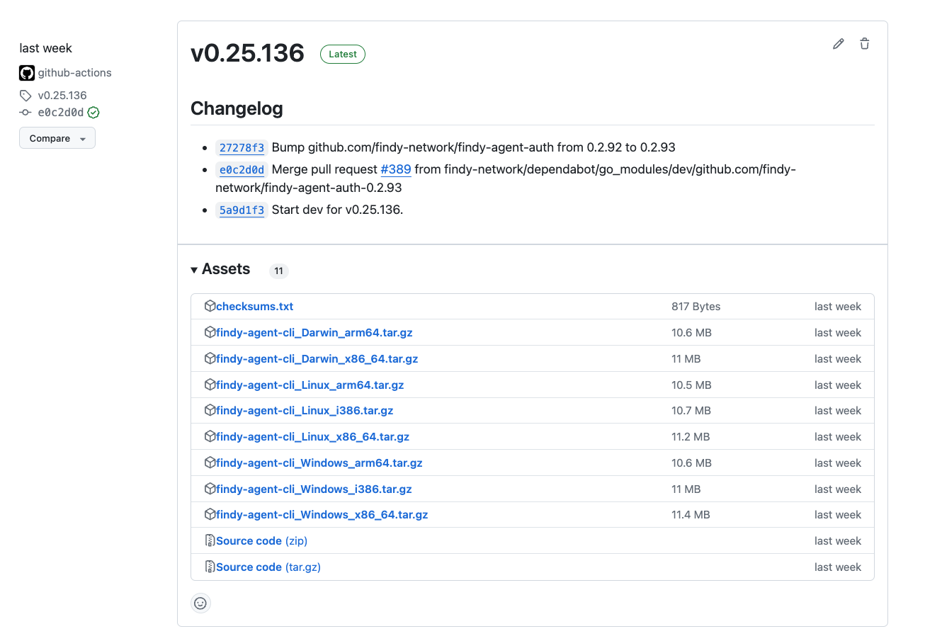 last week
github-actions
v0.25.136
e0c2d0d
Compare
v0.25.136 Latest
Changelog
27278f3 Bump github.com/findy-network/findy-agent-auth from 0.2.92 to 0.2.93
e0c2d0d Merge pull request #389 from findy-network/dependabot/go_modules/dev/github.com/findy-
network/findy-agent-auth-0.2.93
5a9d1f3 Start dev for v0.25.136.
Assets 11
checksums.txt 817 Bytes last week
findy-agent-cli_Darwin_arm64.tar.gz 10.6 MB last week
findy-agent-cli_Darwin_x86_64.tar.gz 11 MB last week
findy-agent-cli_Linux_arm64.tar.gz 10.5 MB last week
findy-agent-cli_Linux_i386.tar.gz 10.7 MB last week
findy-agent-cli_Linux_x86_64.tar.gz 11.2 MB last week
findy-agent-cli_Windows_arm64.tar.gz 10.6 MB last week
findy-agent-cli_Windows_i386.tar.gz 11 MB last week
findy-agent-cli_Windows_x86_64.tar.gz 11.4 MB last week
Source code (zip) last week
Source code (tar.gz) last week